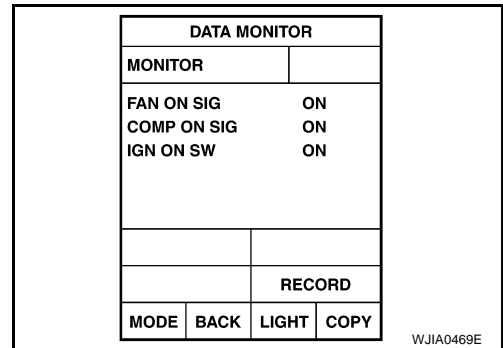 DATA MONITOR
MONITOR
FAN ON SIG ON
COMP ON SIG ON
IGN ON SW ON
RECORD
MODE BACK LIGHT COPY
WJIA0469E